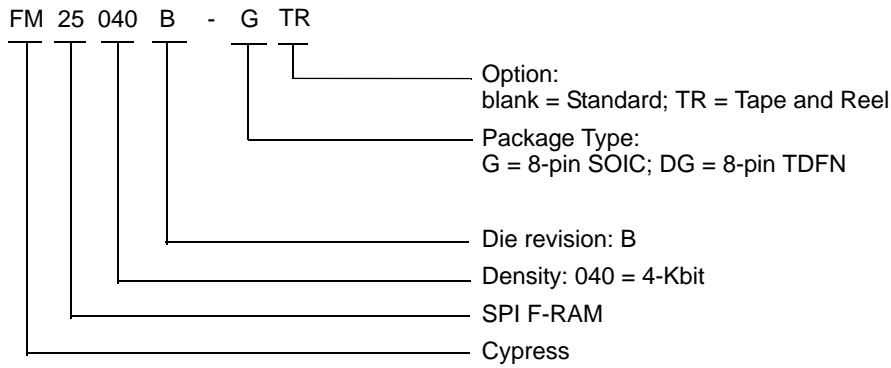 FM 25 040 B - G TR
Option:
blank = Standard; TR = Tape and Reel
Package Type:
G = 8-pin SOIC; DG = 8-pin TDFN
Die revision: B
Density: 040 = 4-Kbit
SPI F-RAM
Cypress